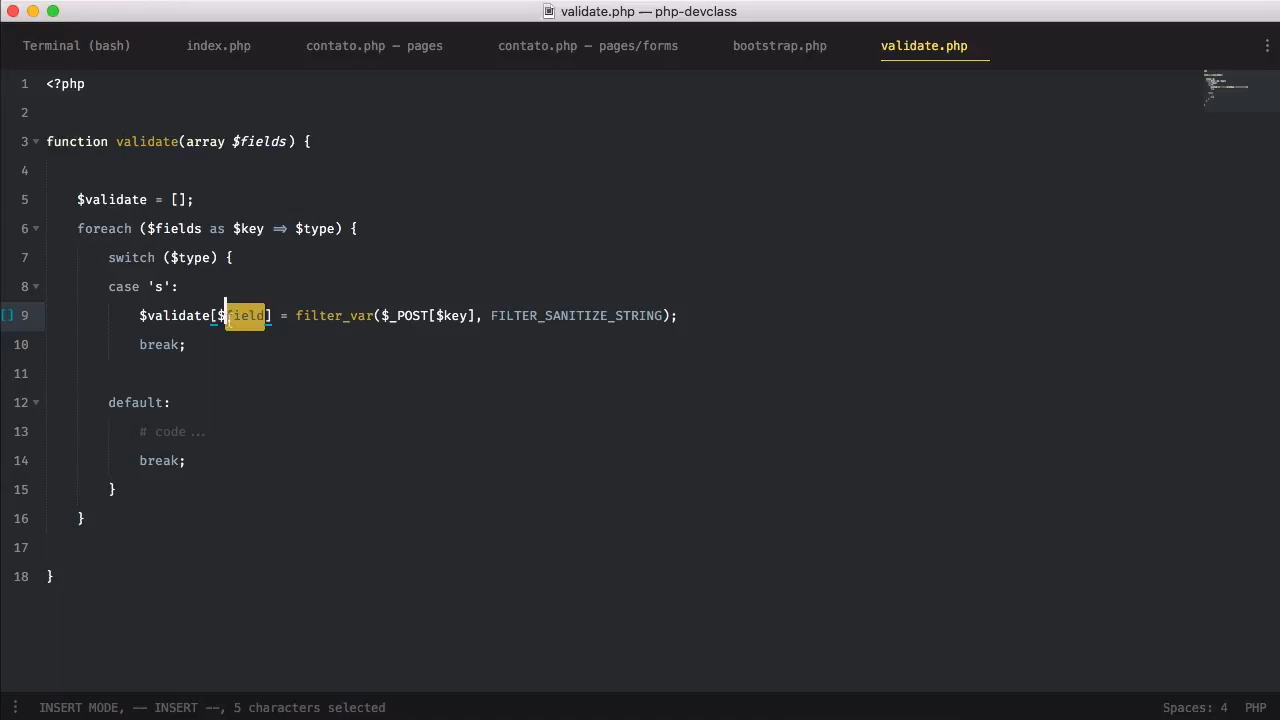 validate.php — php-devclass
Terminal (bash) index.php contato.php — pages contato.php — pages/forms bootstrap.php validate.php
1 <?php
2
3 function validate(array $fields) {
4
5 $validate = [];
6 foreach ($fields as $key => $type) {
7 switch ($type) {
8 case 's':
9 $validate[$field] = filter_var($_POST[$key], FILTER_SANITIZE_STRING);
10 break;
11
12 default:
13 # code...
14 break;
15 }
16 }
17
18 }
INSERT MODE, —— INSERT ——, 5 characters selected Spaces: 4 PHP